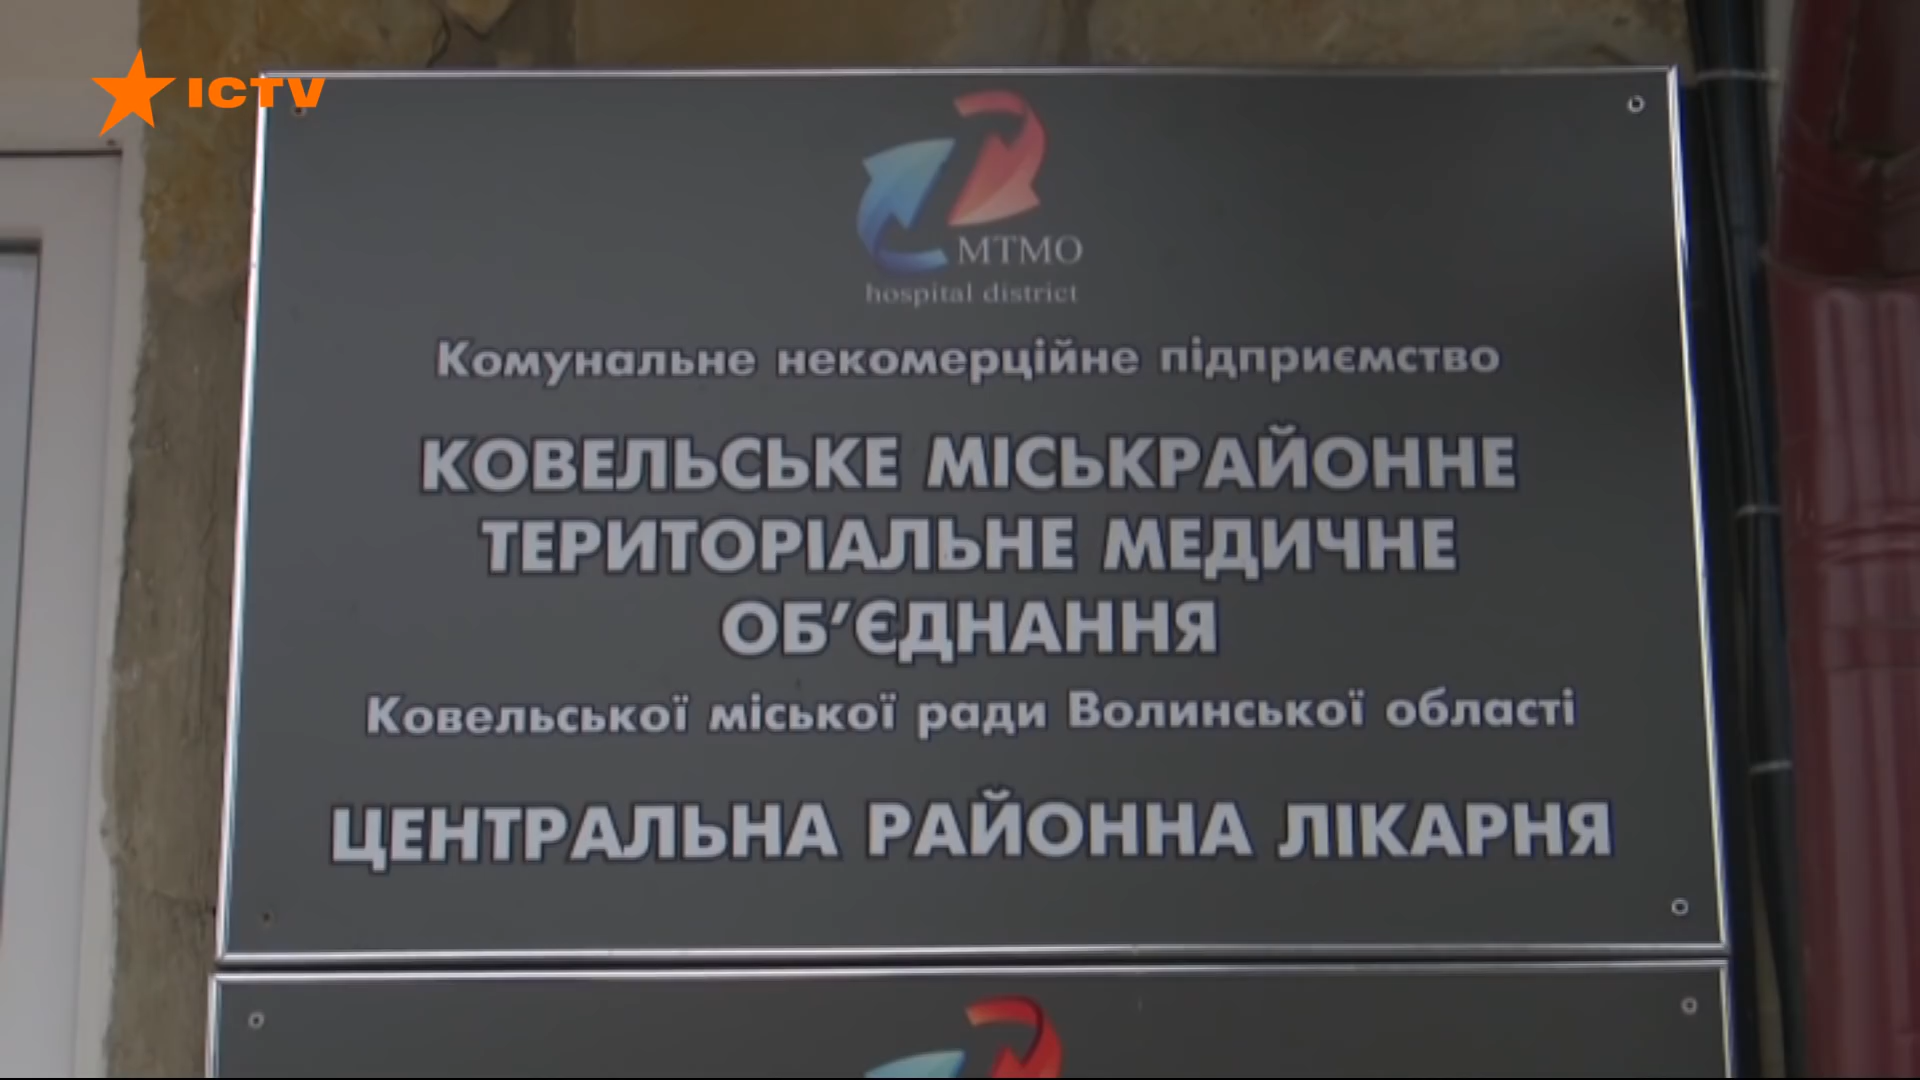 ICTV
МТМО
hospital district
Комунальне некомерційне підприємство
КОВЕЛЬСЬКЕ МІСЬКРАЙОННЕ
ТЕРИТОРІАЛЬНЕ МЕДИЧНЕ
ОБ’ЄДНАННЯ
Ковельської міської ради Волинської області
ЦЕНТРАЛЬНА РАЙОННА ЛІКАРНЯ